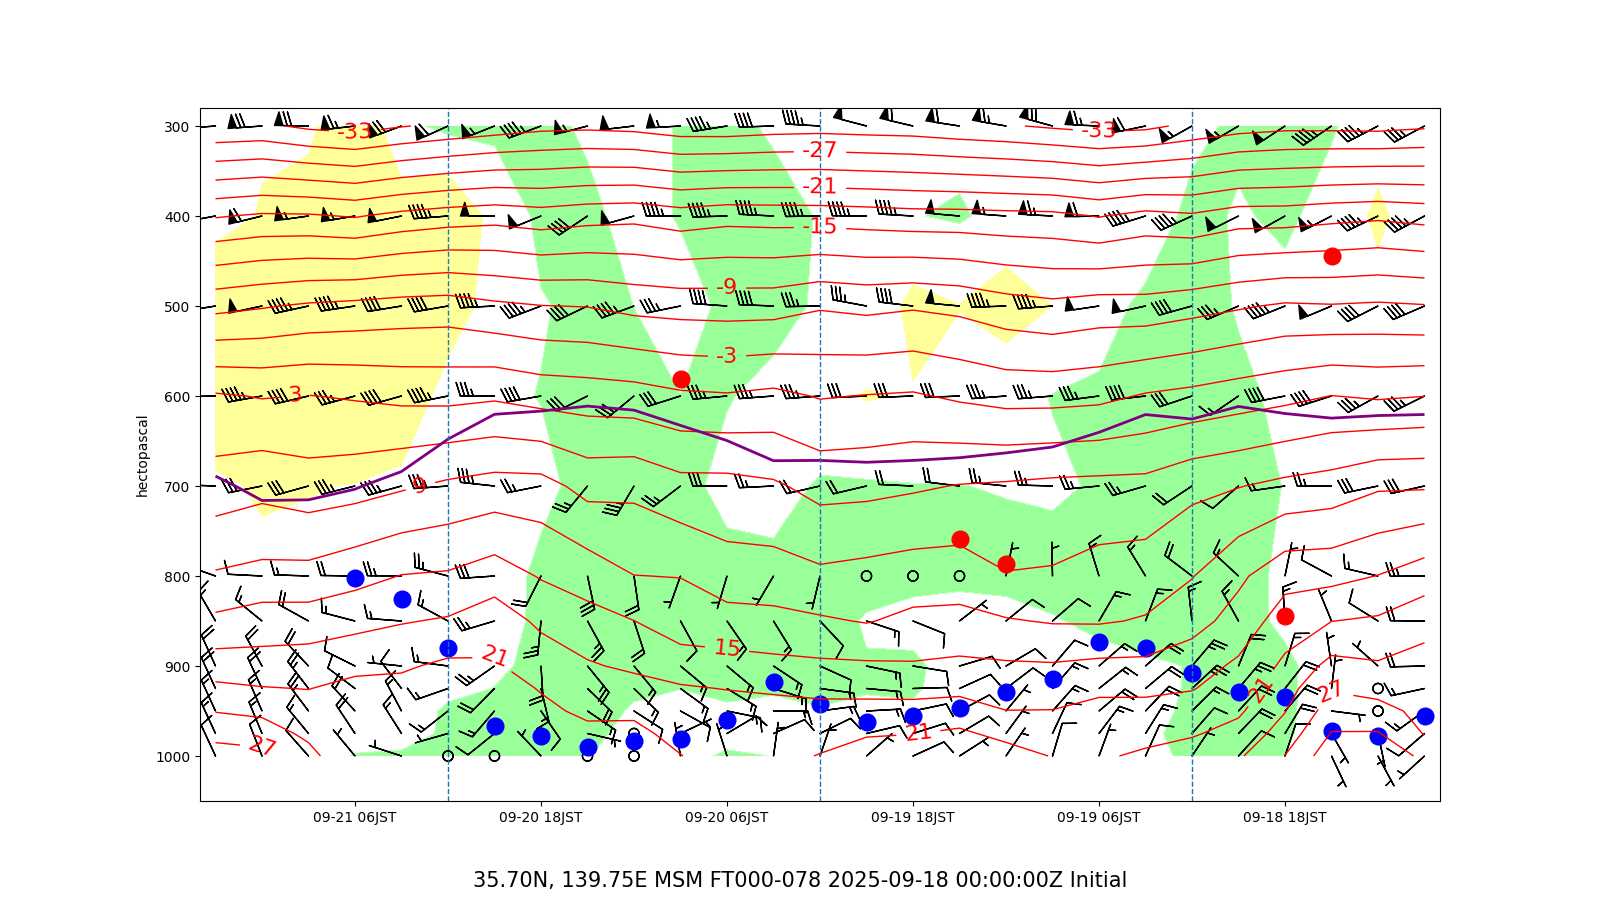 300
400
500
600
700
800
900
1000
hectopascal
-33
-33
-27
-21
-15
-9
-3
3
9
15
21
21
21
27
27
09-21 06JST
09-20 18JST
09-20 06JST
09-19 18JST
09-19 06JST
09-18 18JST
35.70N, 139.75E MSM FT000-078 2025-09-18 00:00:00Z Initial